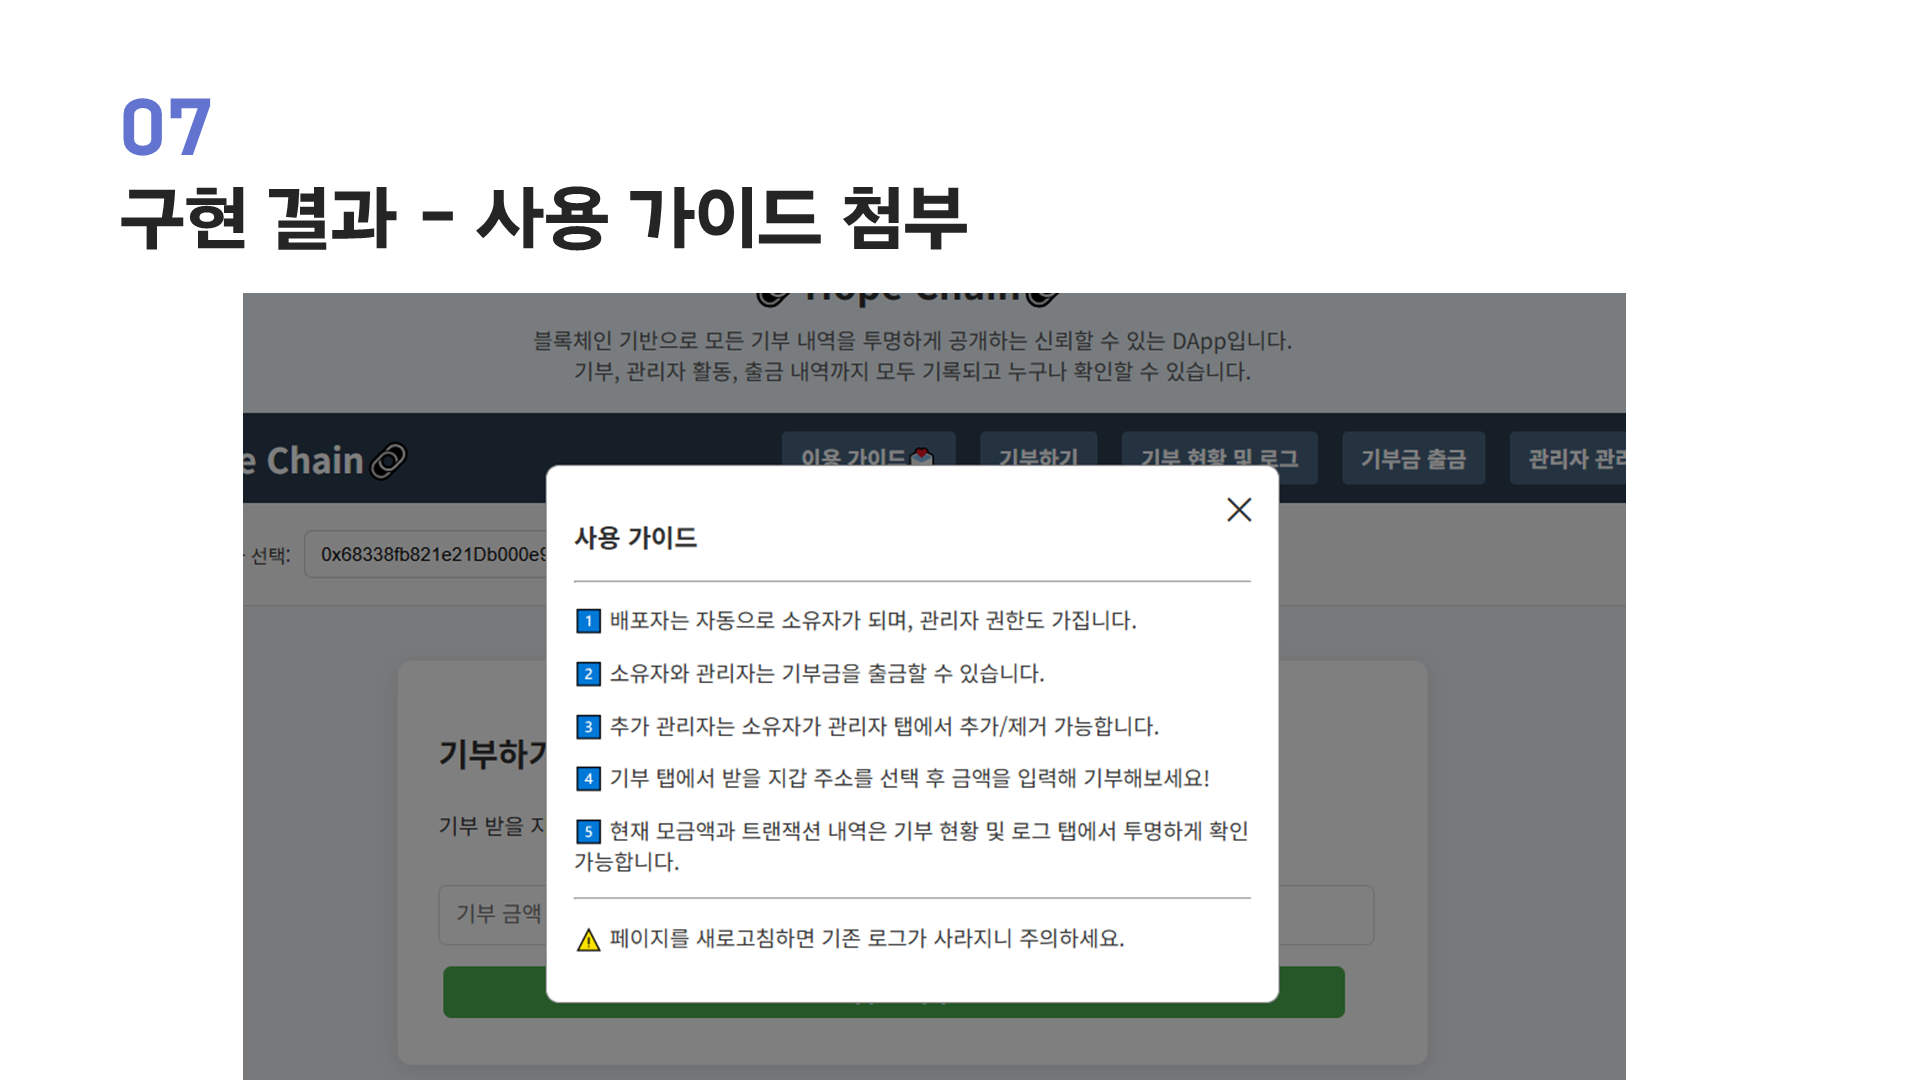 07
구현 결과 - 사용 가이드 첨부
Hope Chain
블록체인 기반으로 모든 기부 내역을 투명하게 공개하는 신뢰할 수 있는 DApp입니다.
기부, 관리자 활동, 출금 내역까지 모두 기록되고 누구나 확인할 수 있습니다.
e Chain
이용 가이드
기부하기
기부 현황 및 로그
기부금 출금
관리자 관리
선택:
0x68338fb821e21Db000e9
사용 가이드
1 배포자는 자동으로 소유자가 되며, 관리자 권한도 가집니다.
2 소유자와 관리자는 기부금을 출금할 수 있습니다.
3 추가 관리자는 소유자가 관리자 탭에서 추가/제거 가능합니다.
4 기부 탭에서 받을 지갑 주소를 선택 후 금액을 입력해 기부해보세요!
5 현재 모금액과 트랜잭션 내역은 기부 현황 및 로그 탭에서 투명하게 확인
가능합니다.
⚠ 페이지를 새로고침하면 기존 로그가 사라지니 주의하세요.
기부하기
기부 받을 지
기부 금액